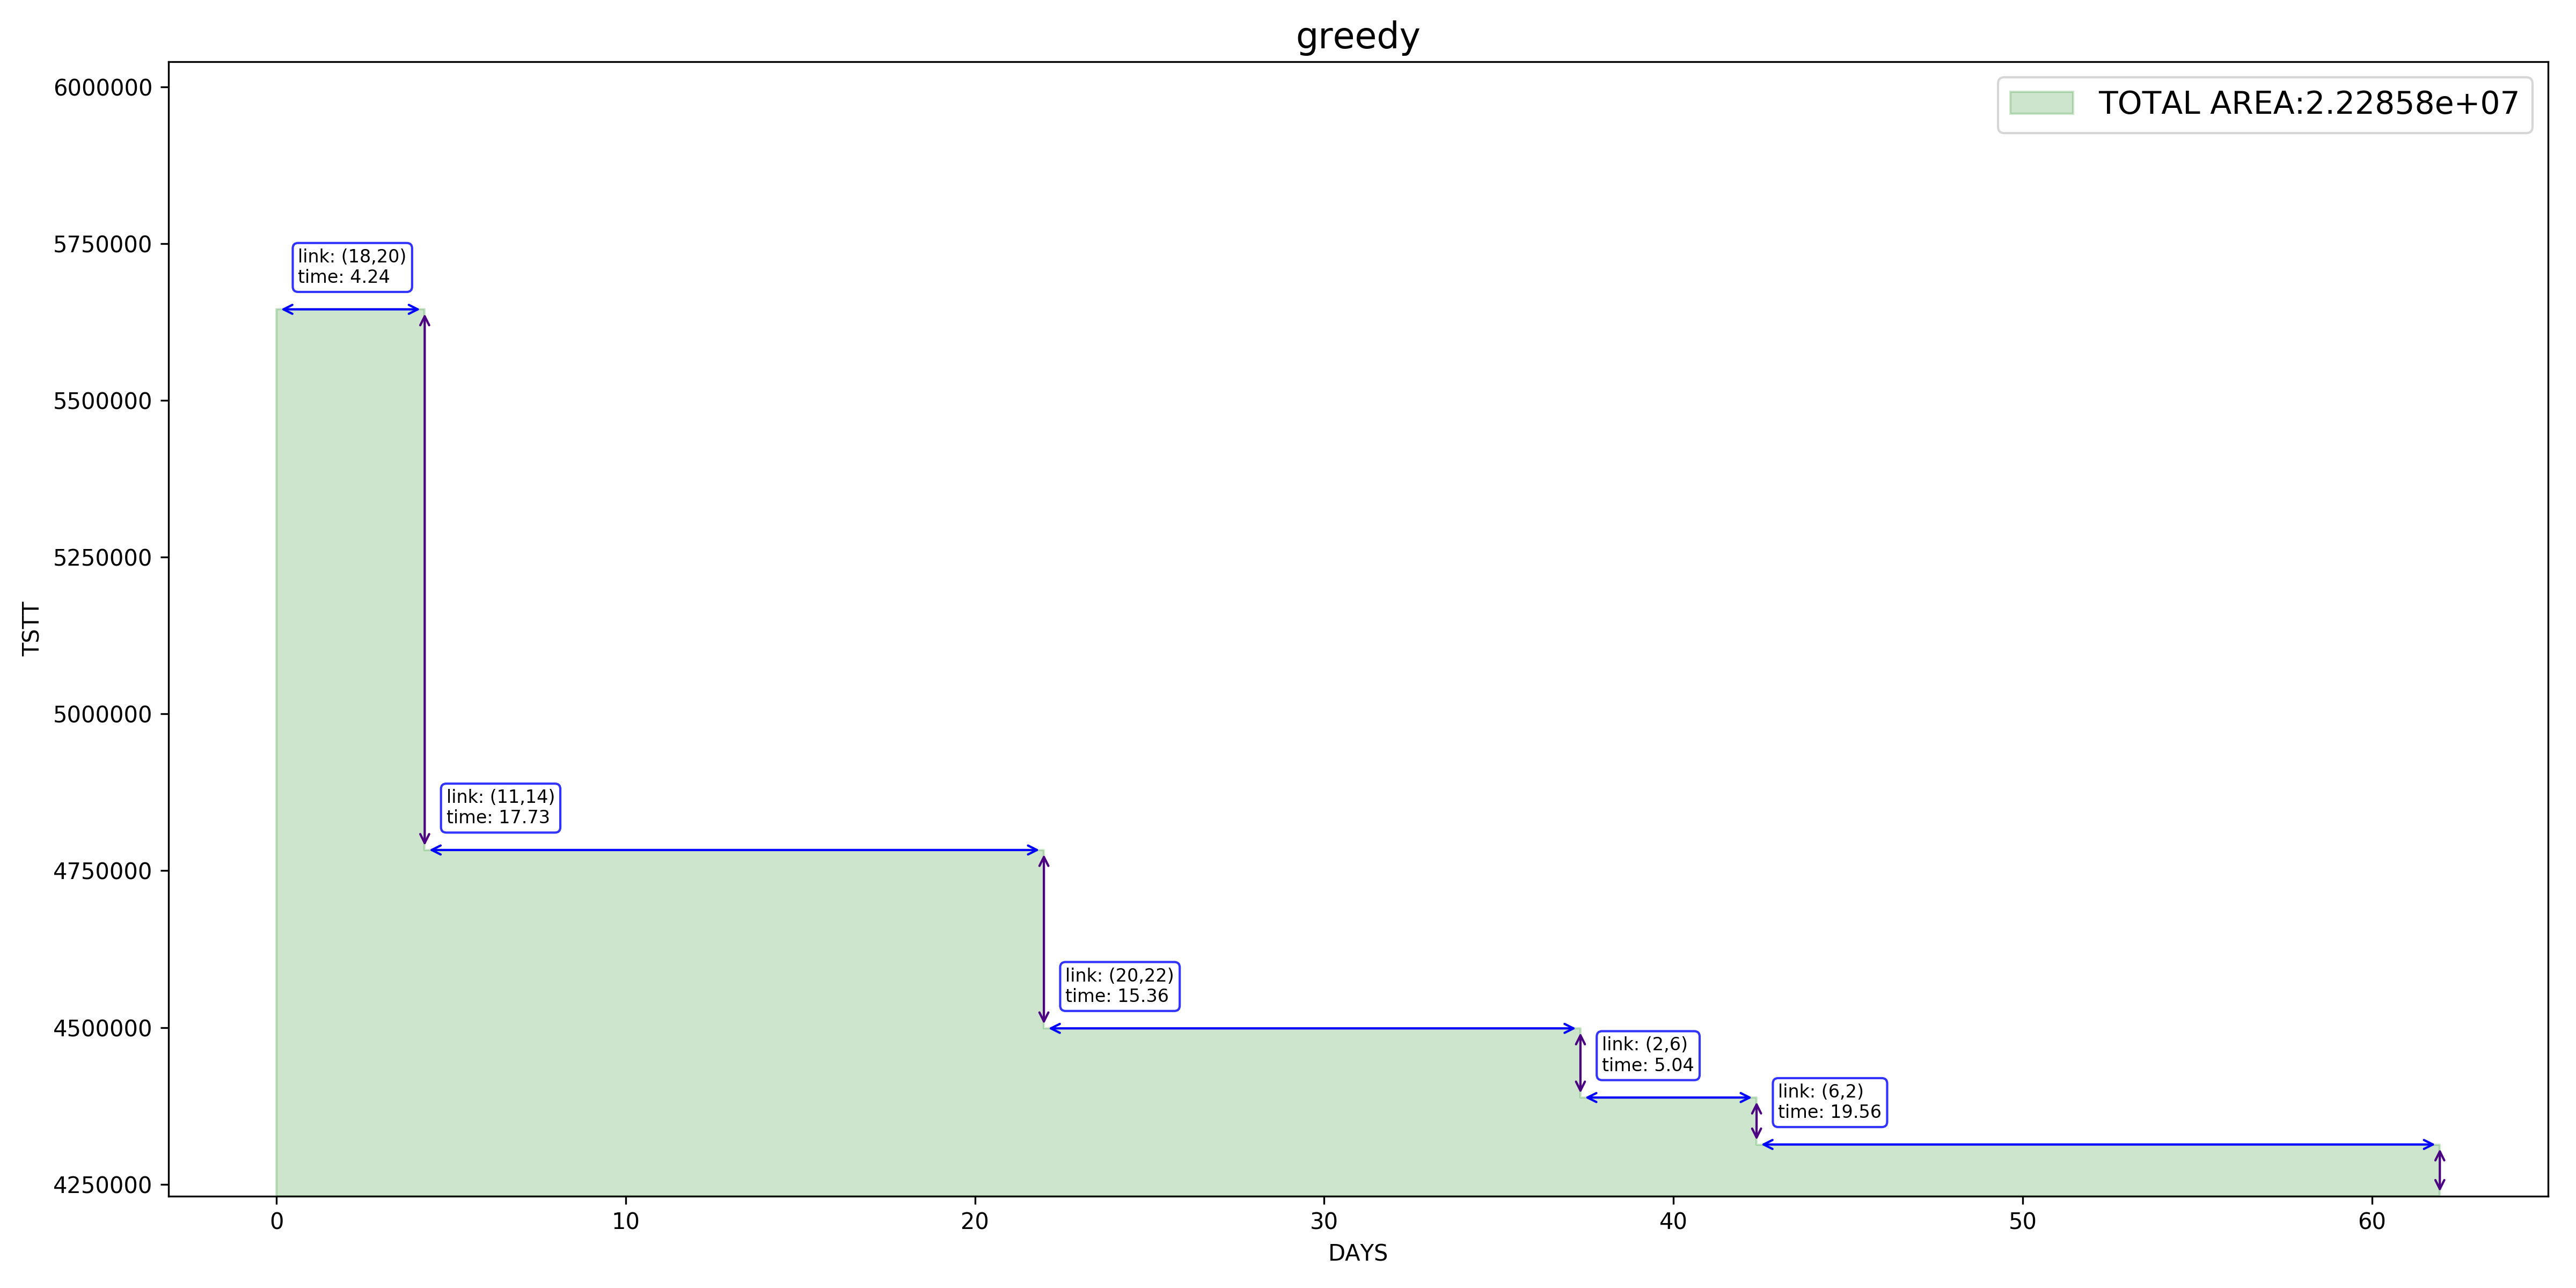 greedy
TOTAL AREA:2.22858e+07
6000000
5750000
5500000
5250000
5000000
4750000
4500000
4250000
TSTT
link: (18,20)
time: 4.24
link: (11,14)
time: 17.73
link: (20,22)
time: 15.36
link: (2,6)
time: 5.04
link: (6,2)
time: 19.56
0
10
20
30
40
50
60
DAYS